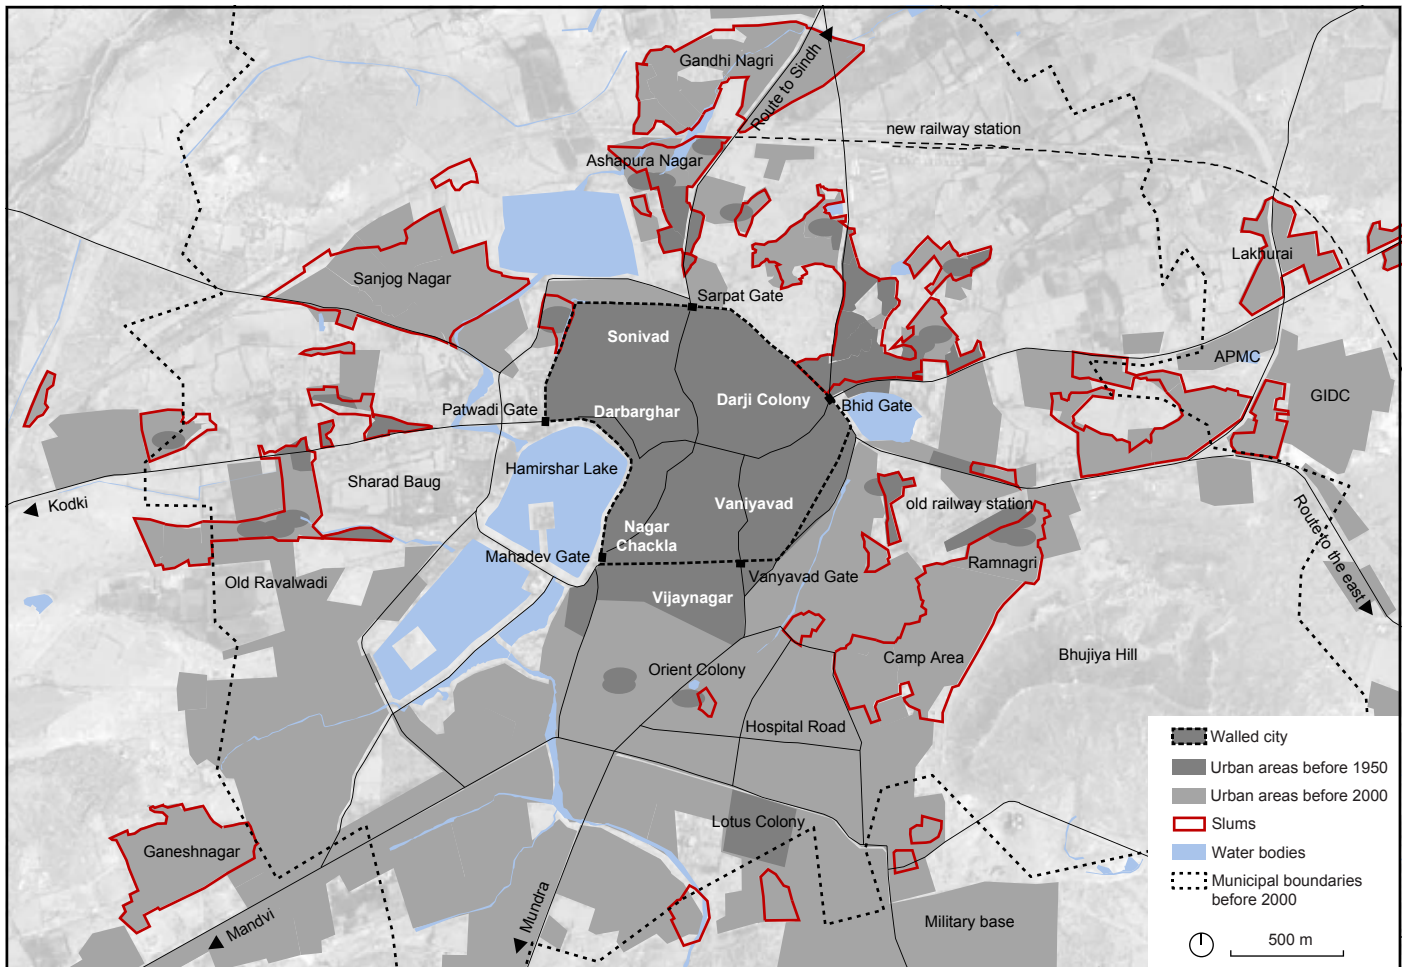 Gandhi Nagri
Route to Sindh
new railway station
Ashapura Nagar
Lakhurai
Sanjog Nagar
Sarpat Gate
Sonivad
APMC
GIDC
Patwadi Gate
Darbarghar
Darji Colony
Bhid Gate
Hamirshar Lake
Sharad Baug
Kodki
Vaniyavad
old railway station
Route to the east
Nagar
Chackla
Mahadev Gate
Ramnagri
Old Ravalwadi
Vanyavad Gate
Vijaynagar
Camp Area
Bhujiya Hill
Orient Colony
Hospital Road
Lotus Colony
Ganeshnagar
Mandvi
Mundra
Military base
Walled city
Urban areas before 1950
Urban areas before 2000
Slums
Water bodies
Municipal boundaries
before 2000
500 m